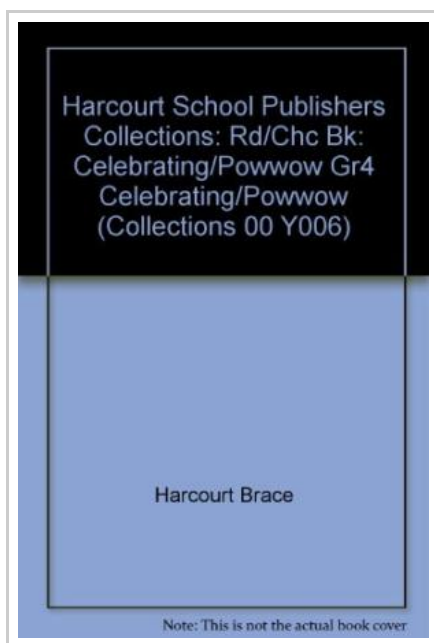 Harcourt School Publishers
Collections: Rd/Chc Bk:
Celebrating/Powwow Gr4
Celebrating/Powwow
(Collections 00 Y006)
Harcourt Brace
Note: This is not the actual book cover